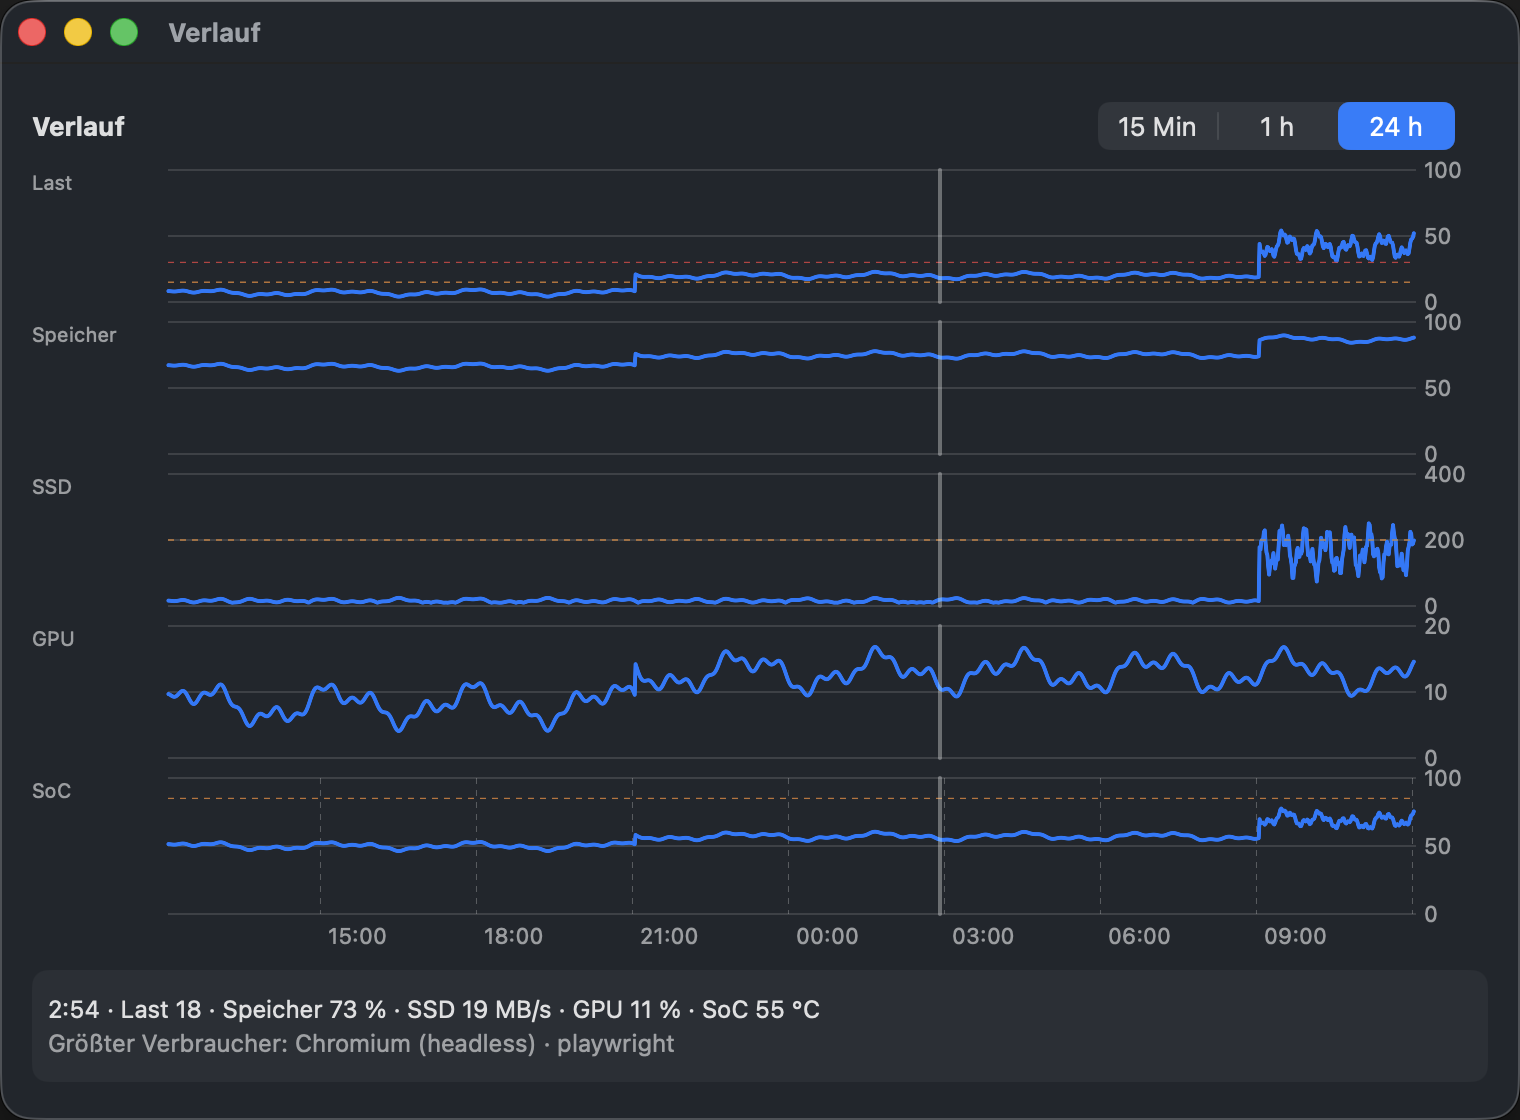 Verlauf
Verlauf
15 Min
1 h
24 h
Last
100
50
0
Speicher
100
50
0
SSD
400
200
0
GPU
20
10
0
SoC
100
50
0
15:00 18:00 21:00 00:00 03:00 06:00 09:00
2:54 · Last 18 · Speicher 73 % · SSD 19 MB/s · GPU 11 % · SoC 55 °C
Größter Verbraucher: Chromium (headless) · playwright